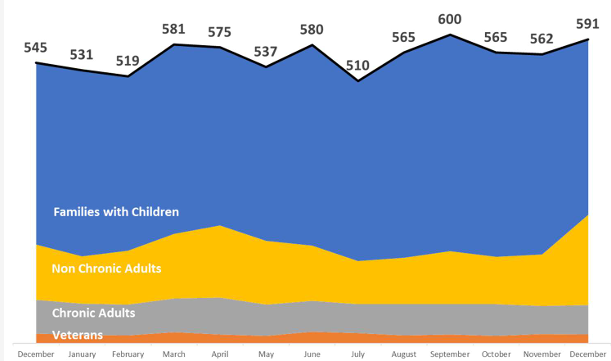 545 531 519 581 575 537 580 510 565 600 565 562 591
Families with Children
Non Chronic Adults
Chronic Adults
Veterans
December January February March April May June July August September October November December